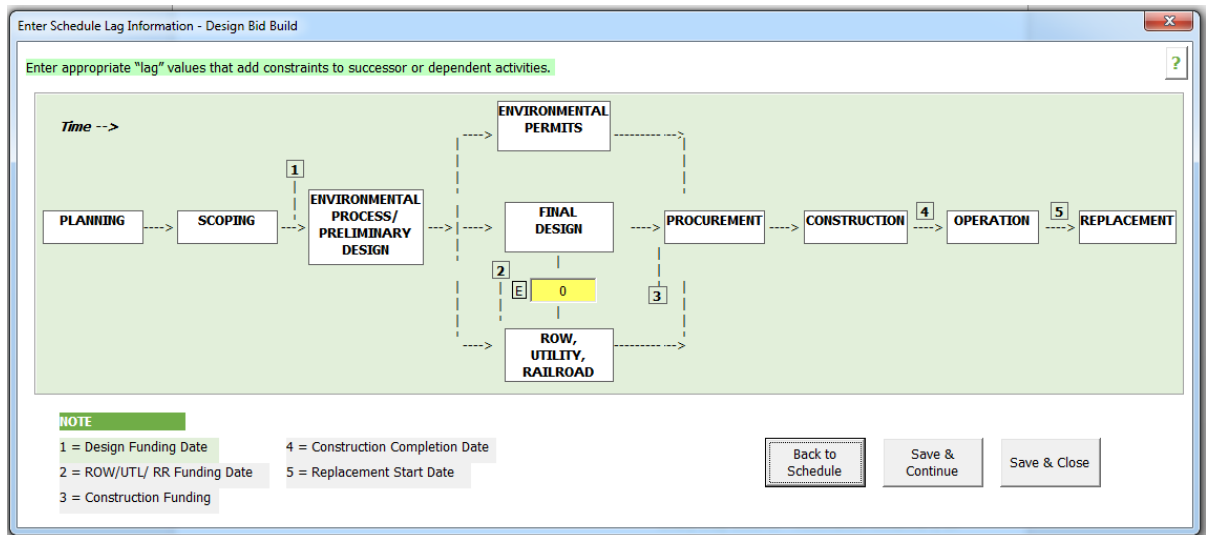 Enter Schedule Lag Information - Design Bid Build
x
Enter appropriate “lag” values that add constraints to successor or dependent activities.
?
Time -->
ENVIRONMENTAL
PERMITS
---->
--------- -->
1
PLANNING
---->
SCOPING
---->
ENVIRONMENTAL
PROCESS/
PRELIMINARY
DESIGN
---->
---->
FINAL
DESIGN
---->
PROCUREMENT
---->
CONSTRUCTION
4
---->
OPERATION
5
---->
REPLACEMENT
2
E
0
3
---->
ROW,
UTILITY,
RAILROAD
--------- -->
NOTE
1 = Design Funding Date
2 = ROW/UTL/ RR Funding Date
3 = Construction Funding
4 = Construction Completion Date
5 = Replacement Start Date
Back to
Schedule
Save &
Continue
Save & Close